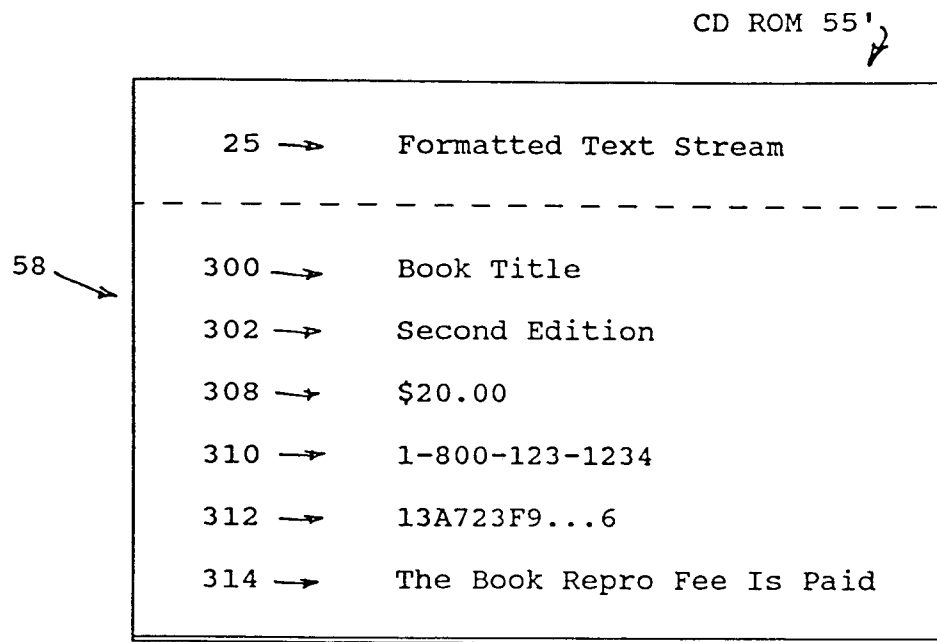 CD ROM 55'
25 Formatted Text Stream
58
300 Book Title
302 Second Edition
308 $20.00
310 1-800-123-1234
312 13A723F9...6
314 The Book Repro Fee Is Paid